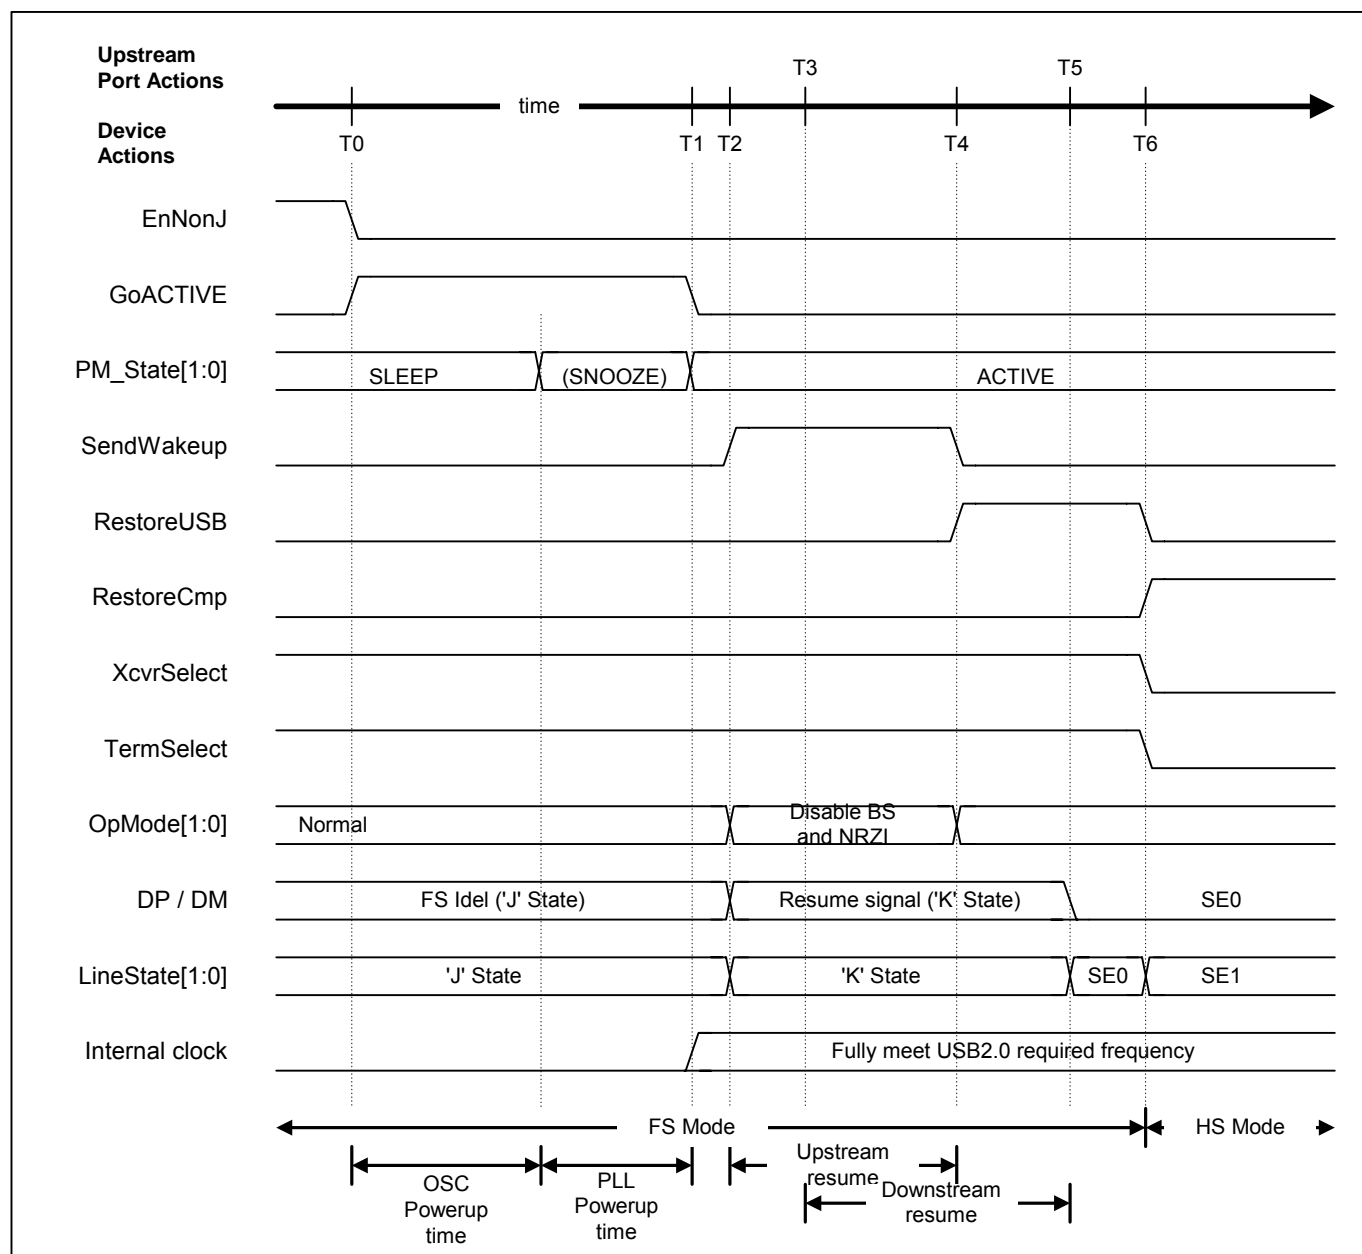 Upstream
Port Actions
T3
T5
time
Device
Actions
T0
T1
T2
T4
T6
EnNonJ
GoACTIVE
PM_State[1:0]
SLEEP
(SNOOZE)
ACTIVE
SendWakeup
RestoreUSB
RestoreCmp
XcvrSelect
TermSelect
OpMode[1:0]
Normal
Disable BS
and NRZI
DP / DM
FS Idel ('J' State)
Resume signal ('K' State)
SE0
LineState[1:0]
'J' State
'K' State
SE0
SE1
Internal clock
Fully meet USB2.0 required frequency
FS Mode
HS Mode
OSC
Powerup
time
PLL
Powerup
time
Upstream
resume
Downstream
resume